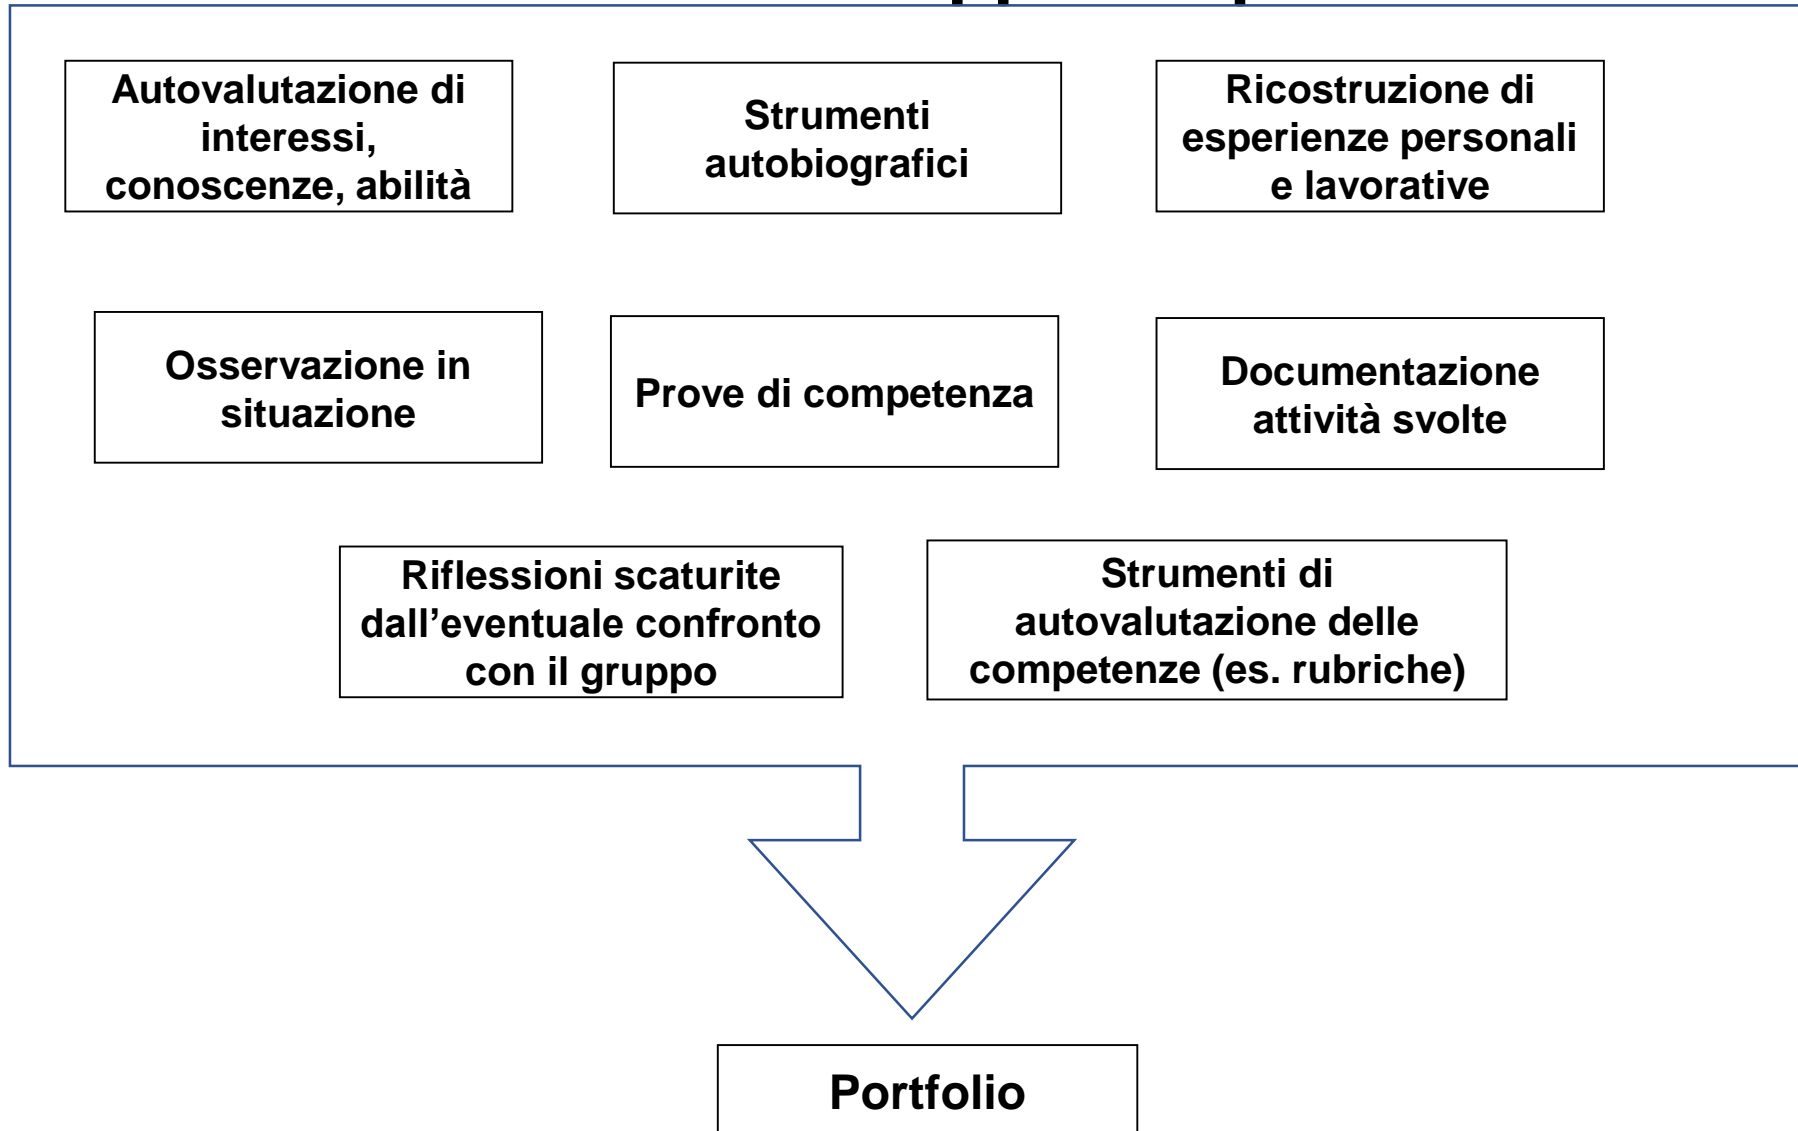 Autovalutazione di
interessi,
conoscenze, abilità
Strumenti
autobiografici
Ricostruzione di
esperienze personali
e lavorative
Osservazione in
situazione
Prove di competenza
Documentazione
attività svolte
Riflessioni scaturite
dall’eventuale confronto
con il gruppo
Strumenti di
autovalutazione delle
competenze (es. rubriche)
Portfolio